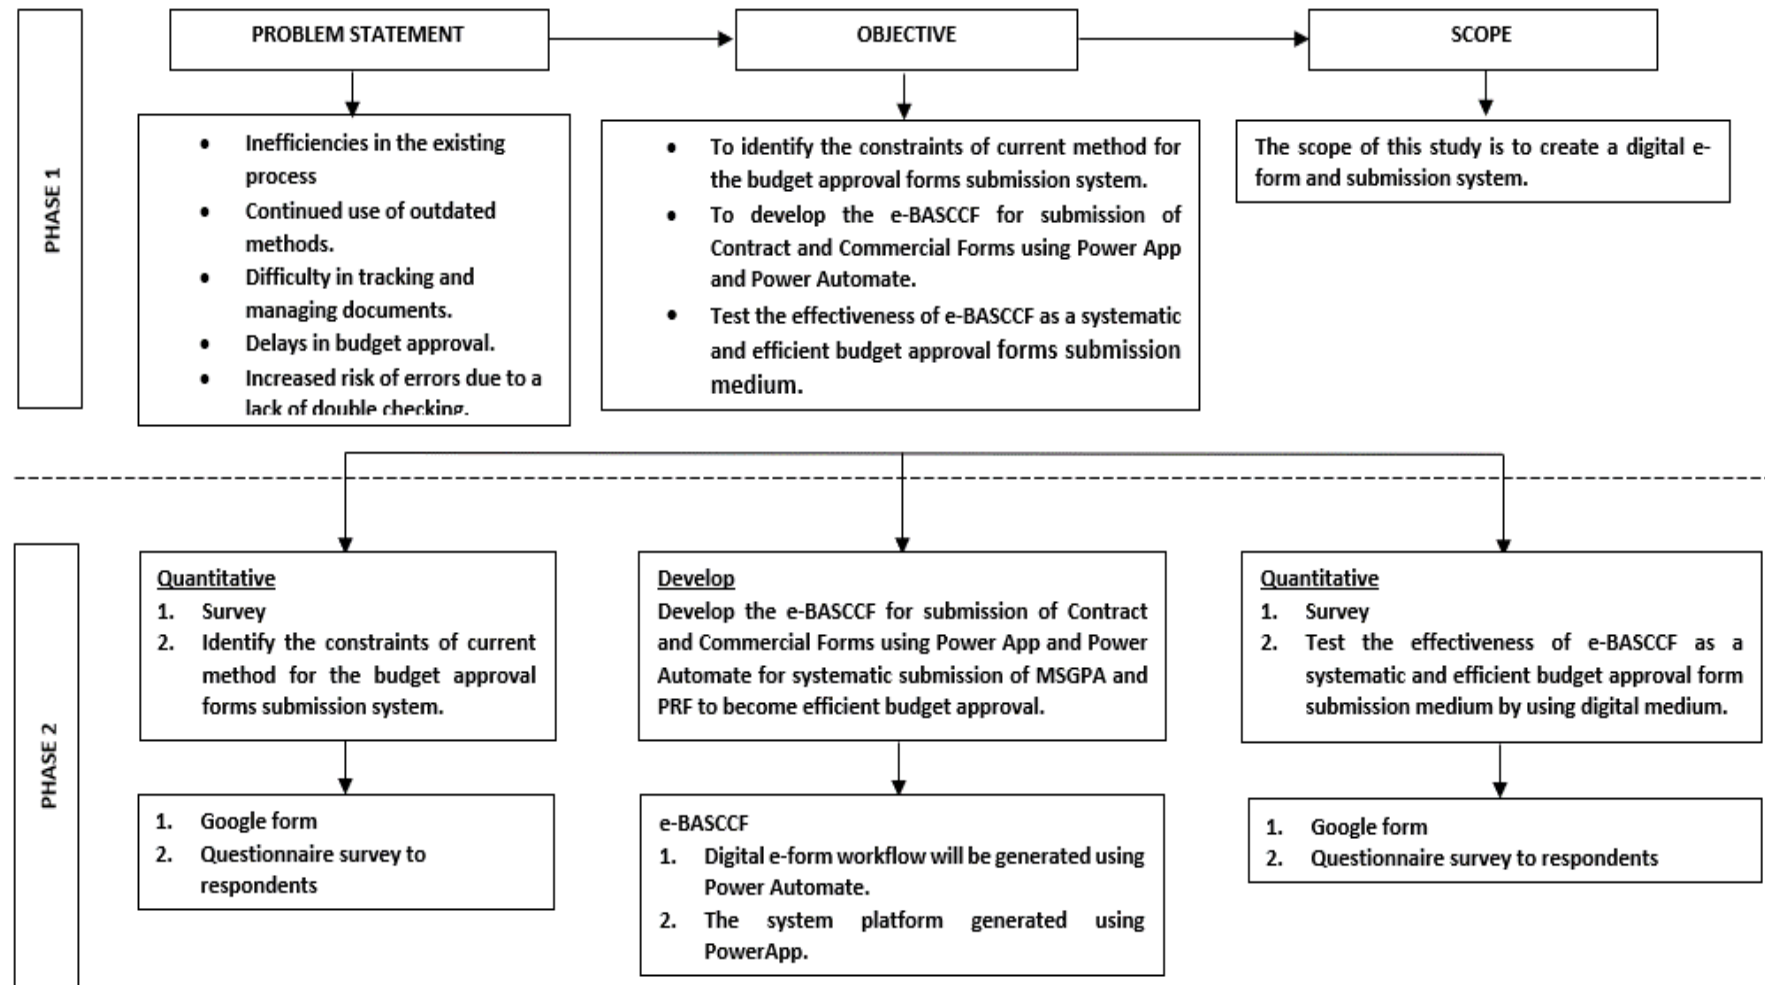 PHASE 1
PROBLEM STATEMENT
OBJECTIVE
SCOPE
• Inefficiencies in the existing
process
• Continued use of outdated
methods.
• Difficulty in tracking and
managing documents.
• Delays in budget approval.
• Increased risk of errors due to a
lack of double checking.
• To identify the constraints of current method for
the budget approval forms submission system.
• To develop the e-BASCCF for submission of
Contract and Commercial Forms using Power App
and Power Automate.
• Test the effectiveness of e-BASCCF as a systematic
and efficient budget approval forms submission
medium.
The scope of this study is to create a digital e-
form and submission system.
PHASE 2
Quantitative
1. Survey
2. Identify the constraints of current
method for the budget approval
forms submission system.
Develop
Develop the e-BASCCF for submission of Contract
and Commercial Forms using Power App and Power
Automate for systematic submission of MSGPA and
PRF to become efficient budget approval.
Quantitative
1. Survey
2. Test the effectiveness of e-BASCCF as a
systematic and efficient budget approval form
submission medium by using digital medium.
1. Google form
2. Questionnaire survey to
respondents
e-BASCCF
1. Digital e-form workflow will be generated using
Power Automate.
2. The system platform generated using
PowerApp.
1. Google form
2. Questionnaire survey to respondents